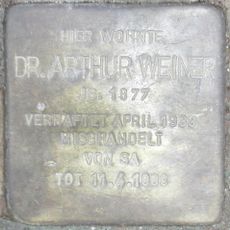 HIER WOHNTE
DR. ARTHUR WEINER
JG. 1877
VERHAFTET APRIL 1933
MISSHANDELT
VON SA
TOT 11.4.1933